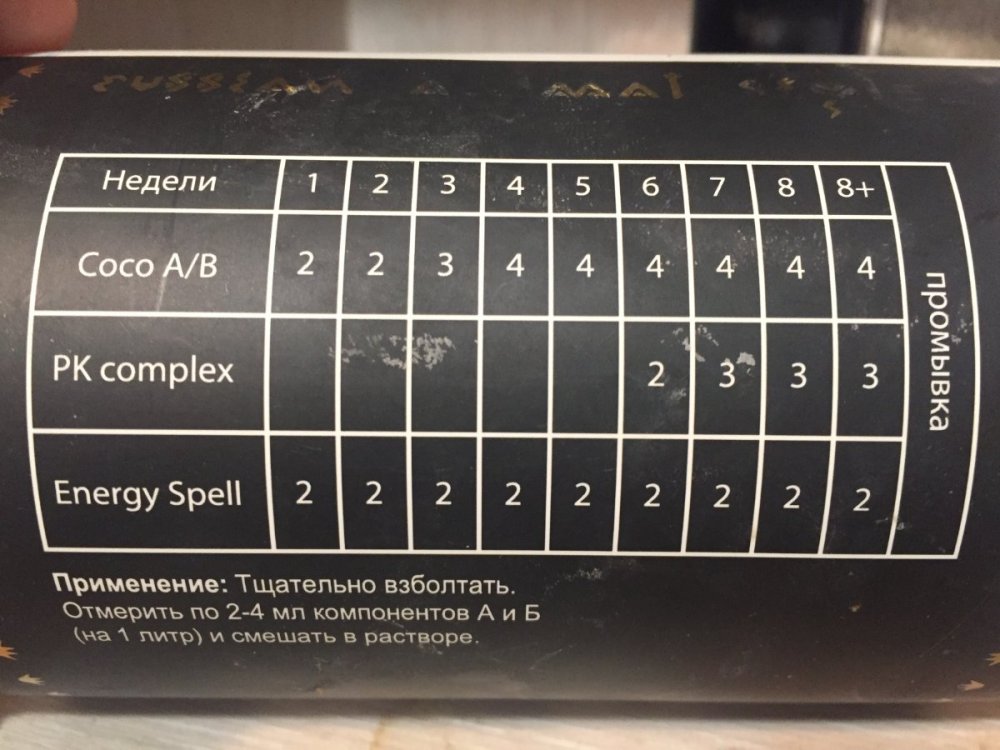 russian
Недели 1 2 3 4 5 6 7 8 8+
Coco A/B 2 2 3 4 4 4 4 4 4
PK complex 2 3 3 3
Energy Spell 2 2 2 2 2 2 2 2 2
промывка
Применение: Тщательно взболтать.
Отмерить по 2-4 мл компонентов А и Б
(на 1 литр) и смешать в растворе.